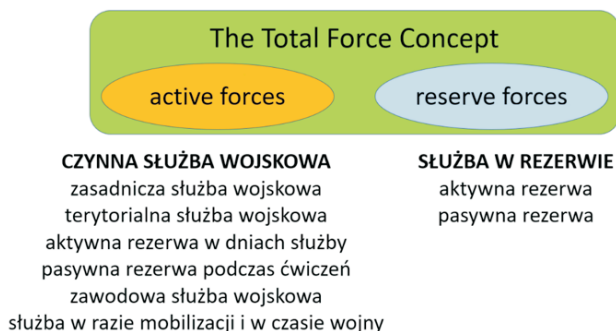 The Total Force Concept
active forces
reserve forces
CZYNNA SŁUŻBA WOJSKOWA
zasadnicza służba wojskowa
terytorialna służba wojskowa
aktywna rezerwa w dniach służby
pasywna rezerwa podczas ćwiczeń
zawodowa służba wojskowa
służba w razie mobilizacji i w czasie wojny
SŁUŻBA W REZERWIE
aktywna rezerwa
pasywna rezerwa